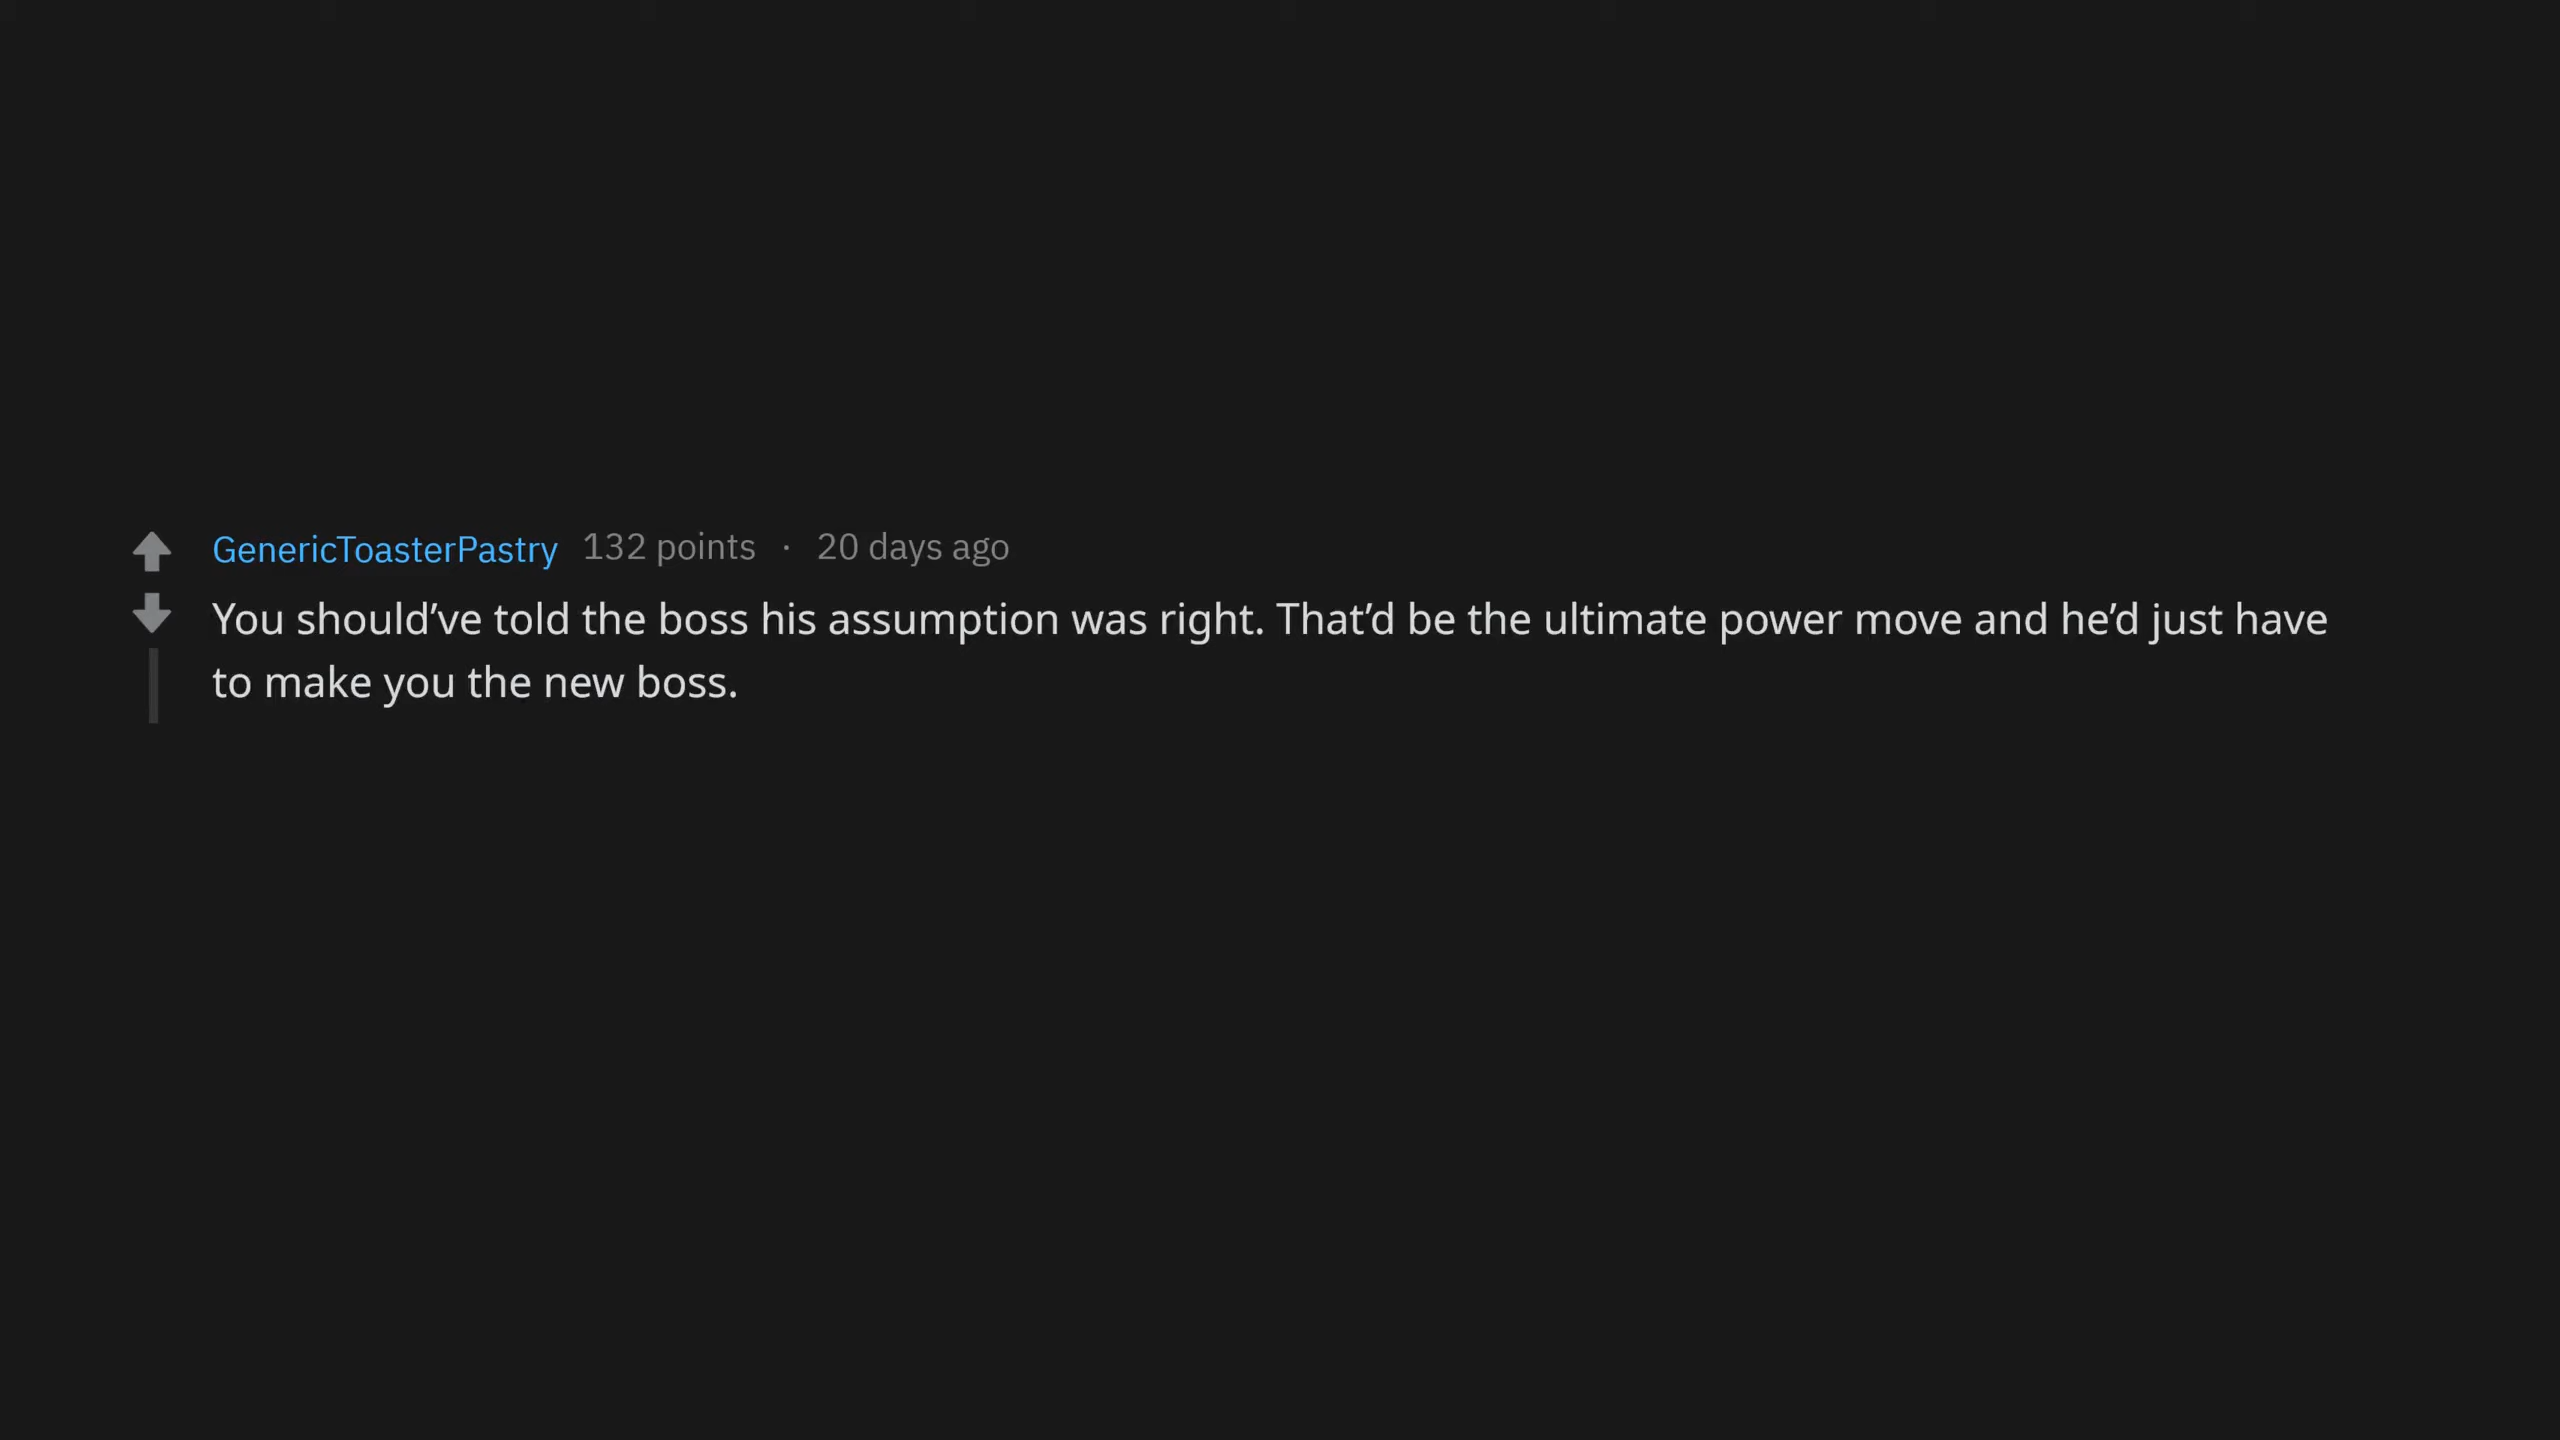 GenericToasterPastry 132 points · 20 days ago
You should’ve told the boss his assumption was right. That’d be the ultimate power move and he’d just have
to make you the new boss.